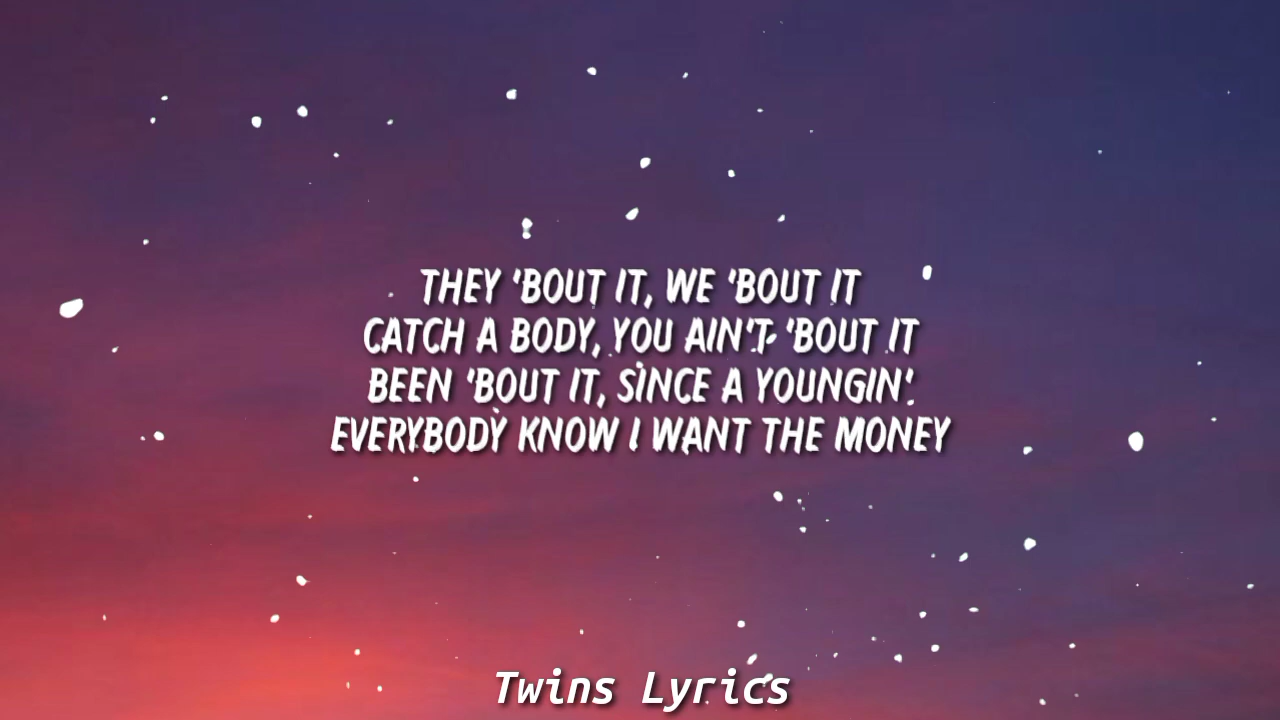 THEY 'BOUT IT, WE 'BOUT IT
CATCH A BODY, YOU AIN'T 'BOUT IT
BEEN 'BOUT IT, SINCE A YOUNGIN'
EVERYBODY KNOW I WANT THE MONEY
Twins Lyrics